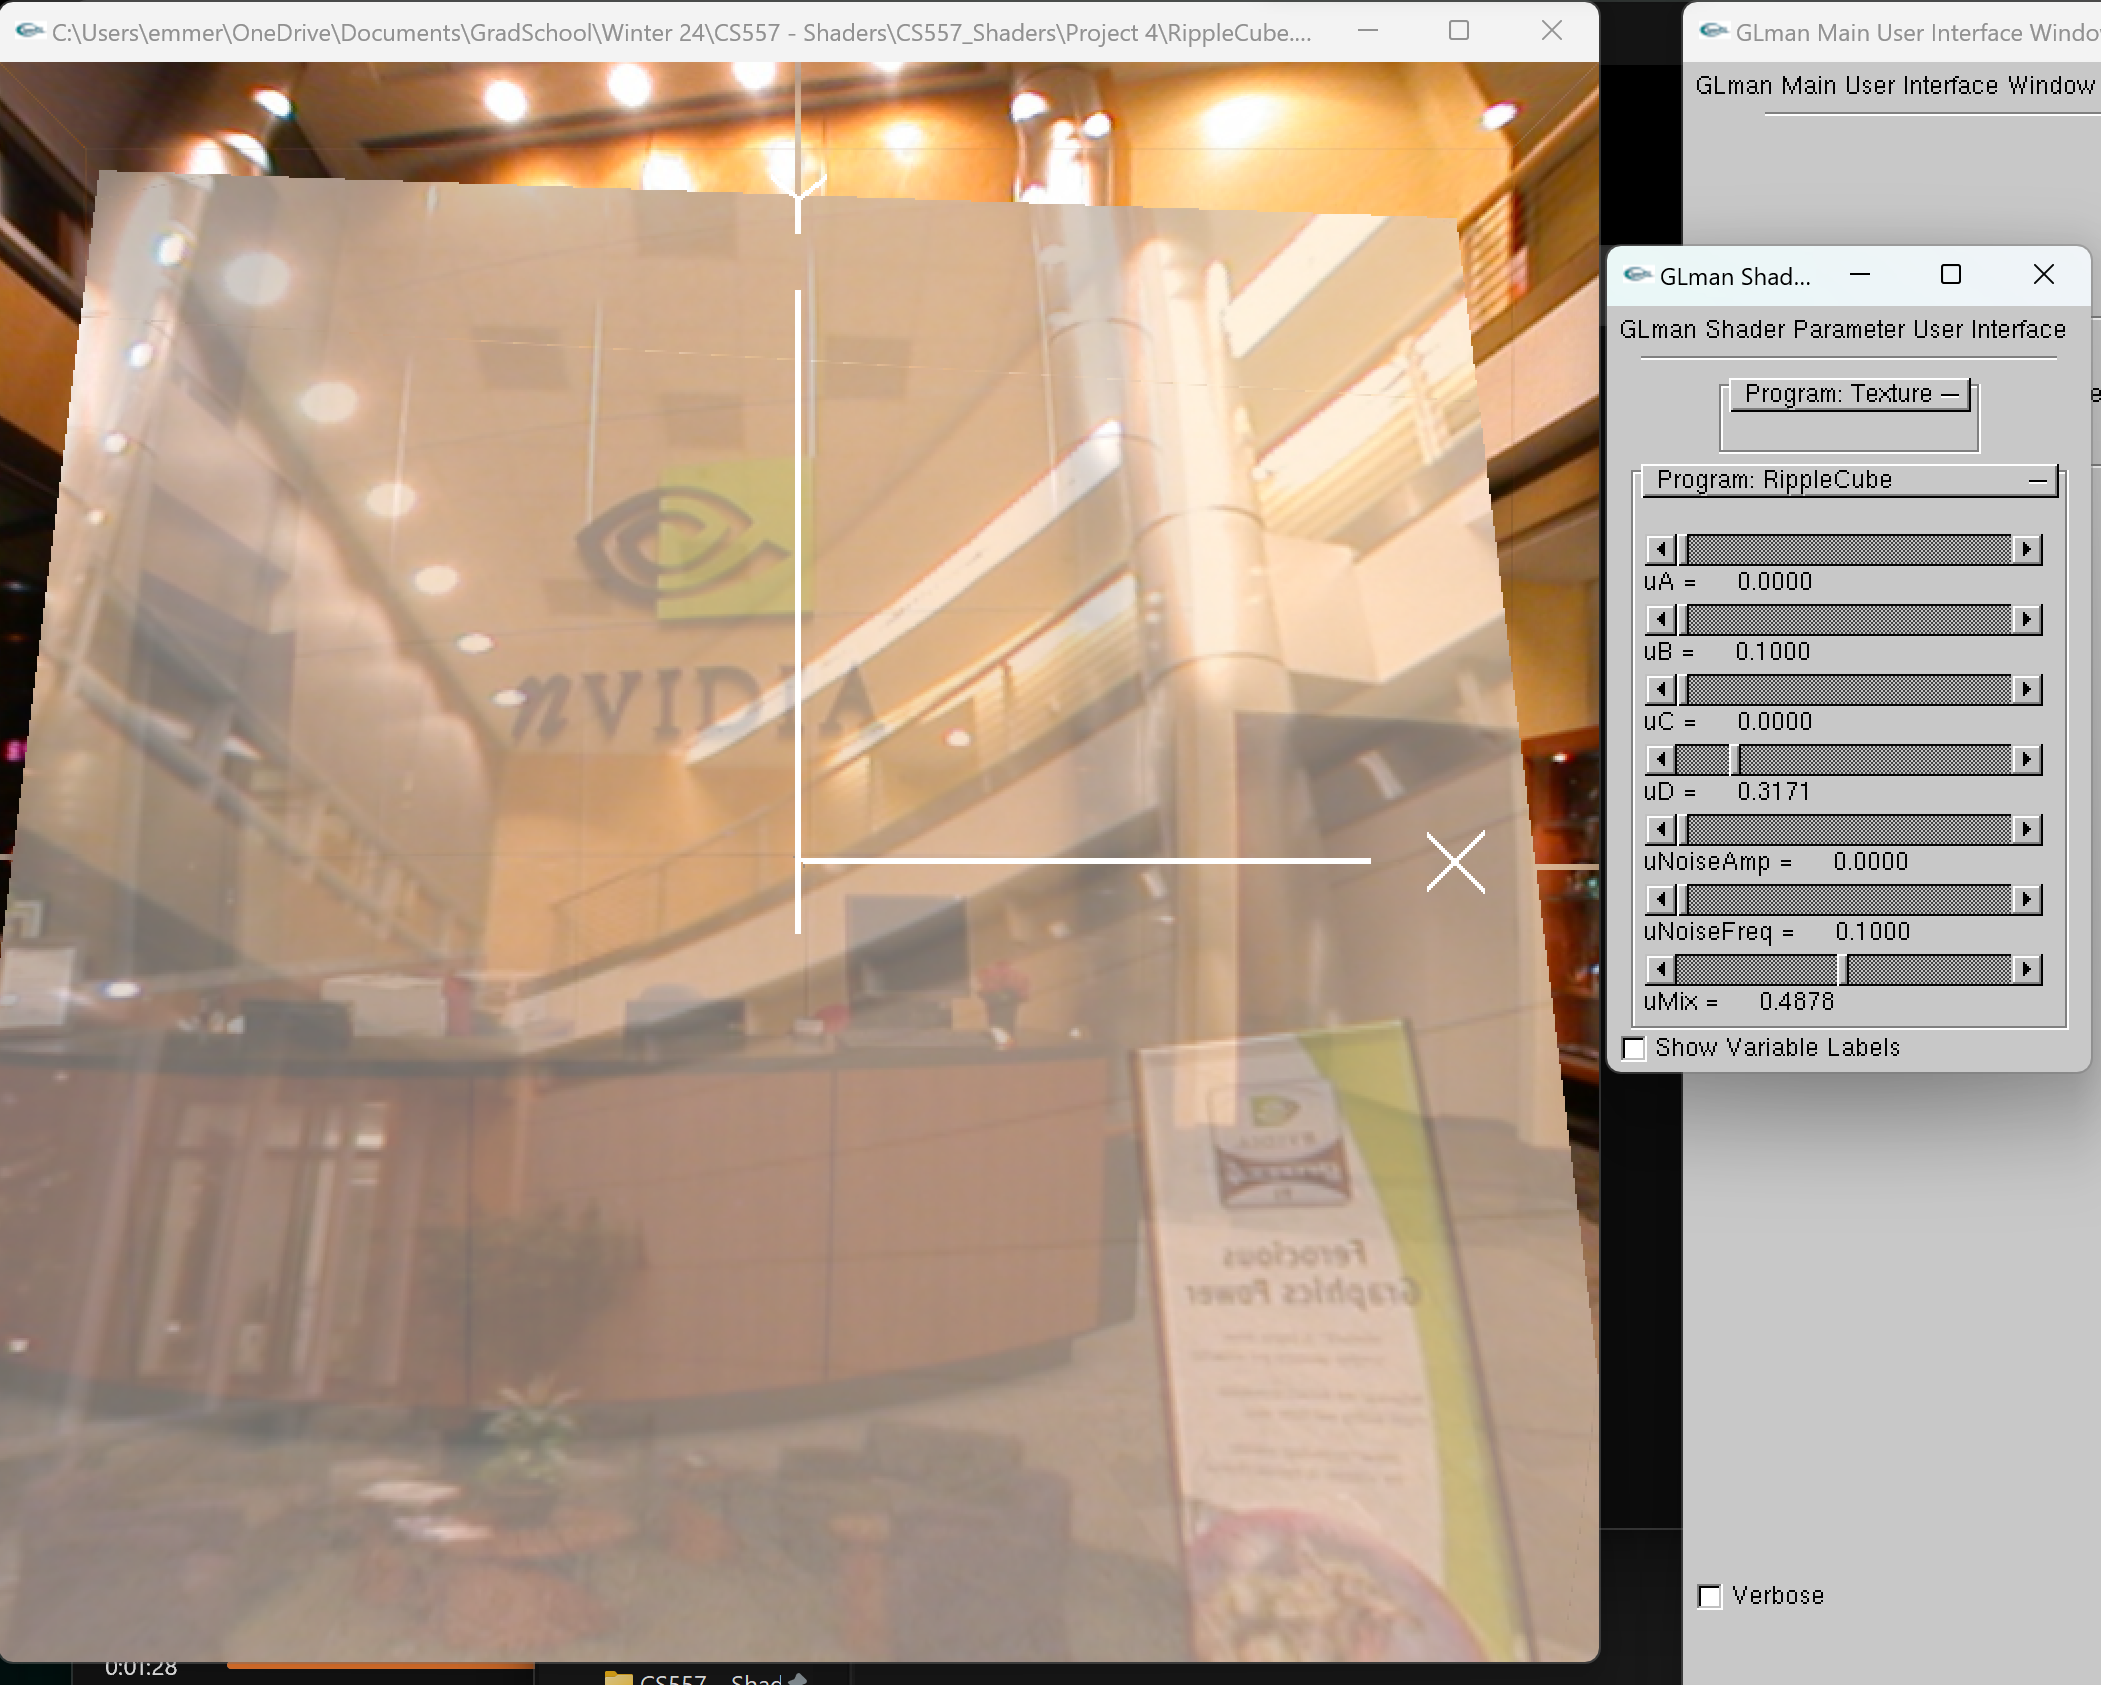 C:\Users\emmer\OneDrive\Documents\GradSchool\Winter 24\CS557 - Shaders\CS557_Shaders\Project 4\RippleCube....
nVIDIA
X
NVIDIA
Ferocious
Graphics Power
0:01:28
GLman Main User Interface Windo
GLman Main User Interface Window
GLman Shad...
GLman Shader Parameter User Interface
Program: Texture
Program: RippleCube
uA = 0.0000
uB = 0.1000
uC = 0.0000
uD = 0.3171
uNoiseAmp = 0.0000
uNoiseFreq = 0.1000
uMix = 0.4878
Show Variable Labels
Verbose